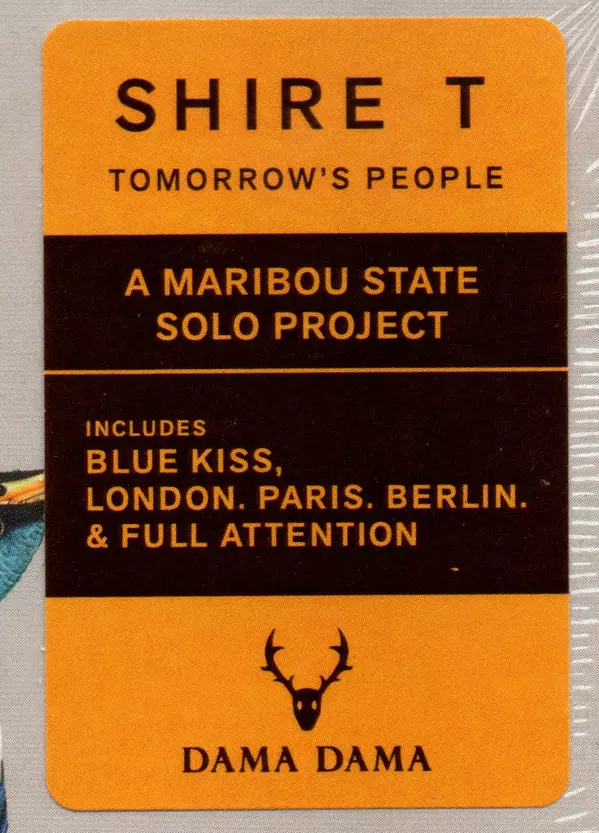 SHIRE T
TOMORROW'S PEOPLE
A MARIBOU STATE
SOLO PROJECT
INCLUDES
BLUE KISS,
LONDON. PARIS. BERLIN.
& FULL ATTENTION
DAMA DAMA